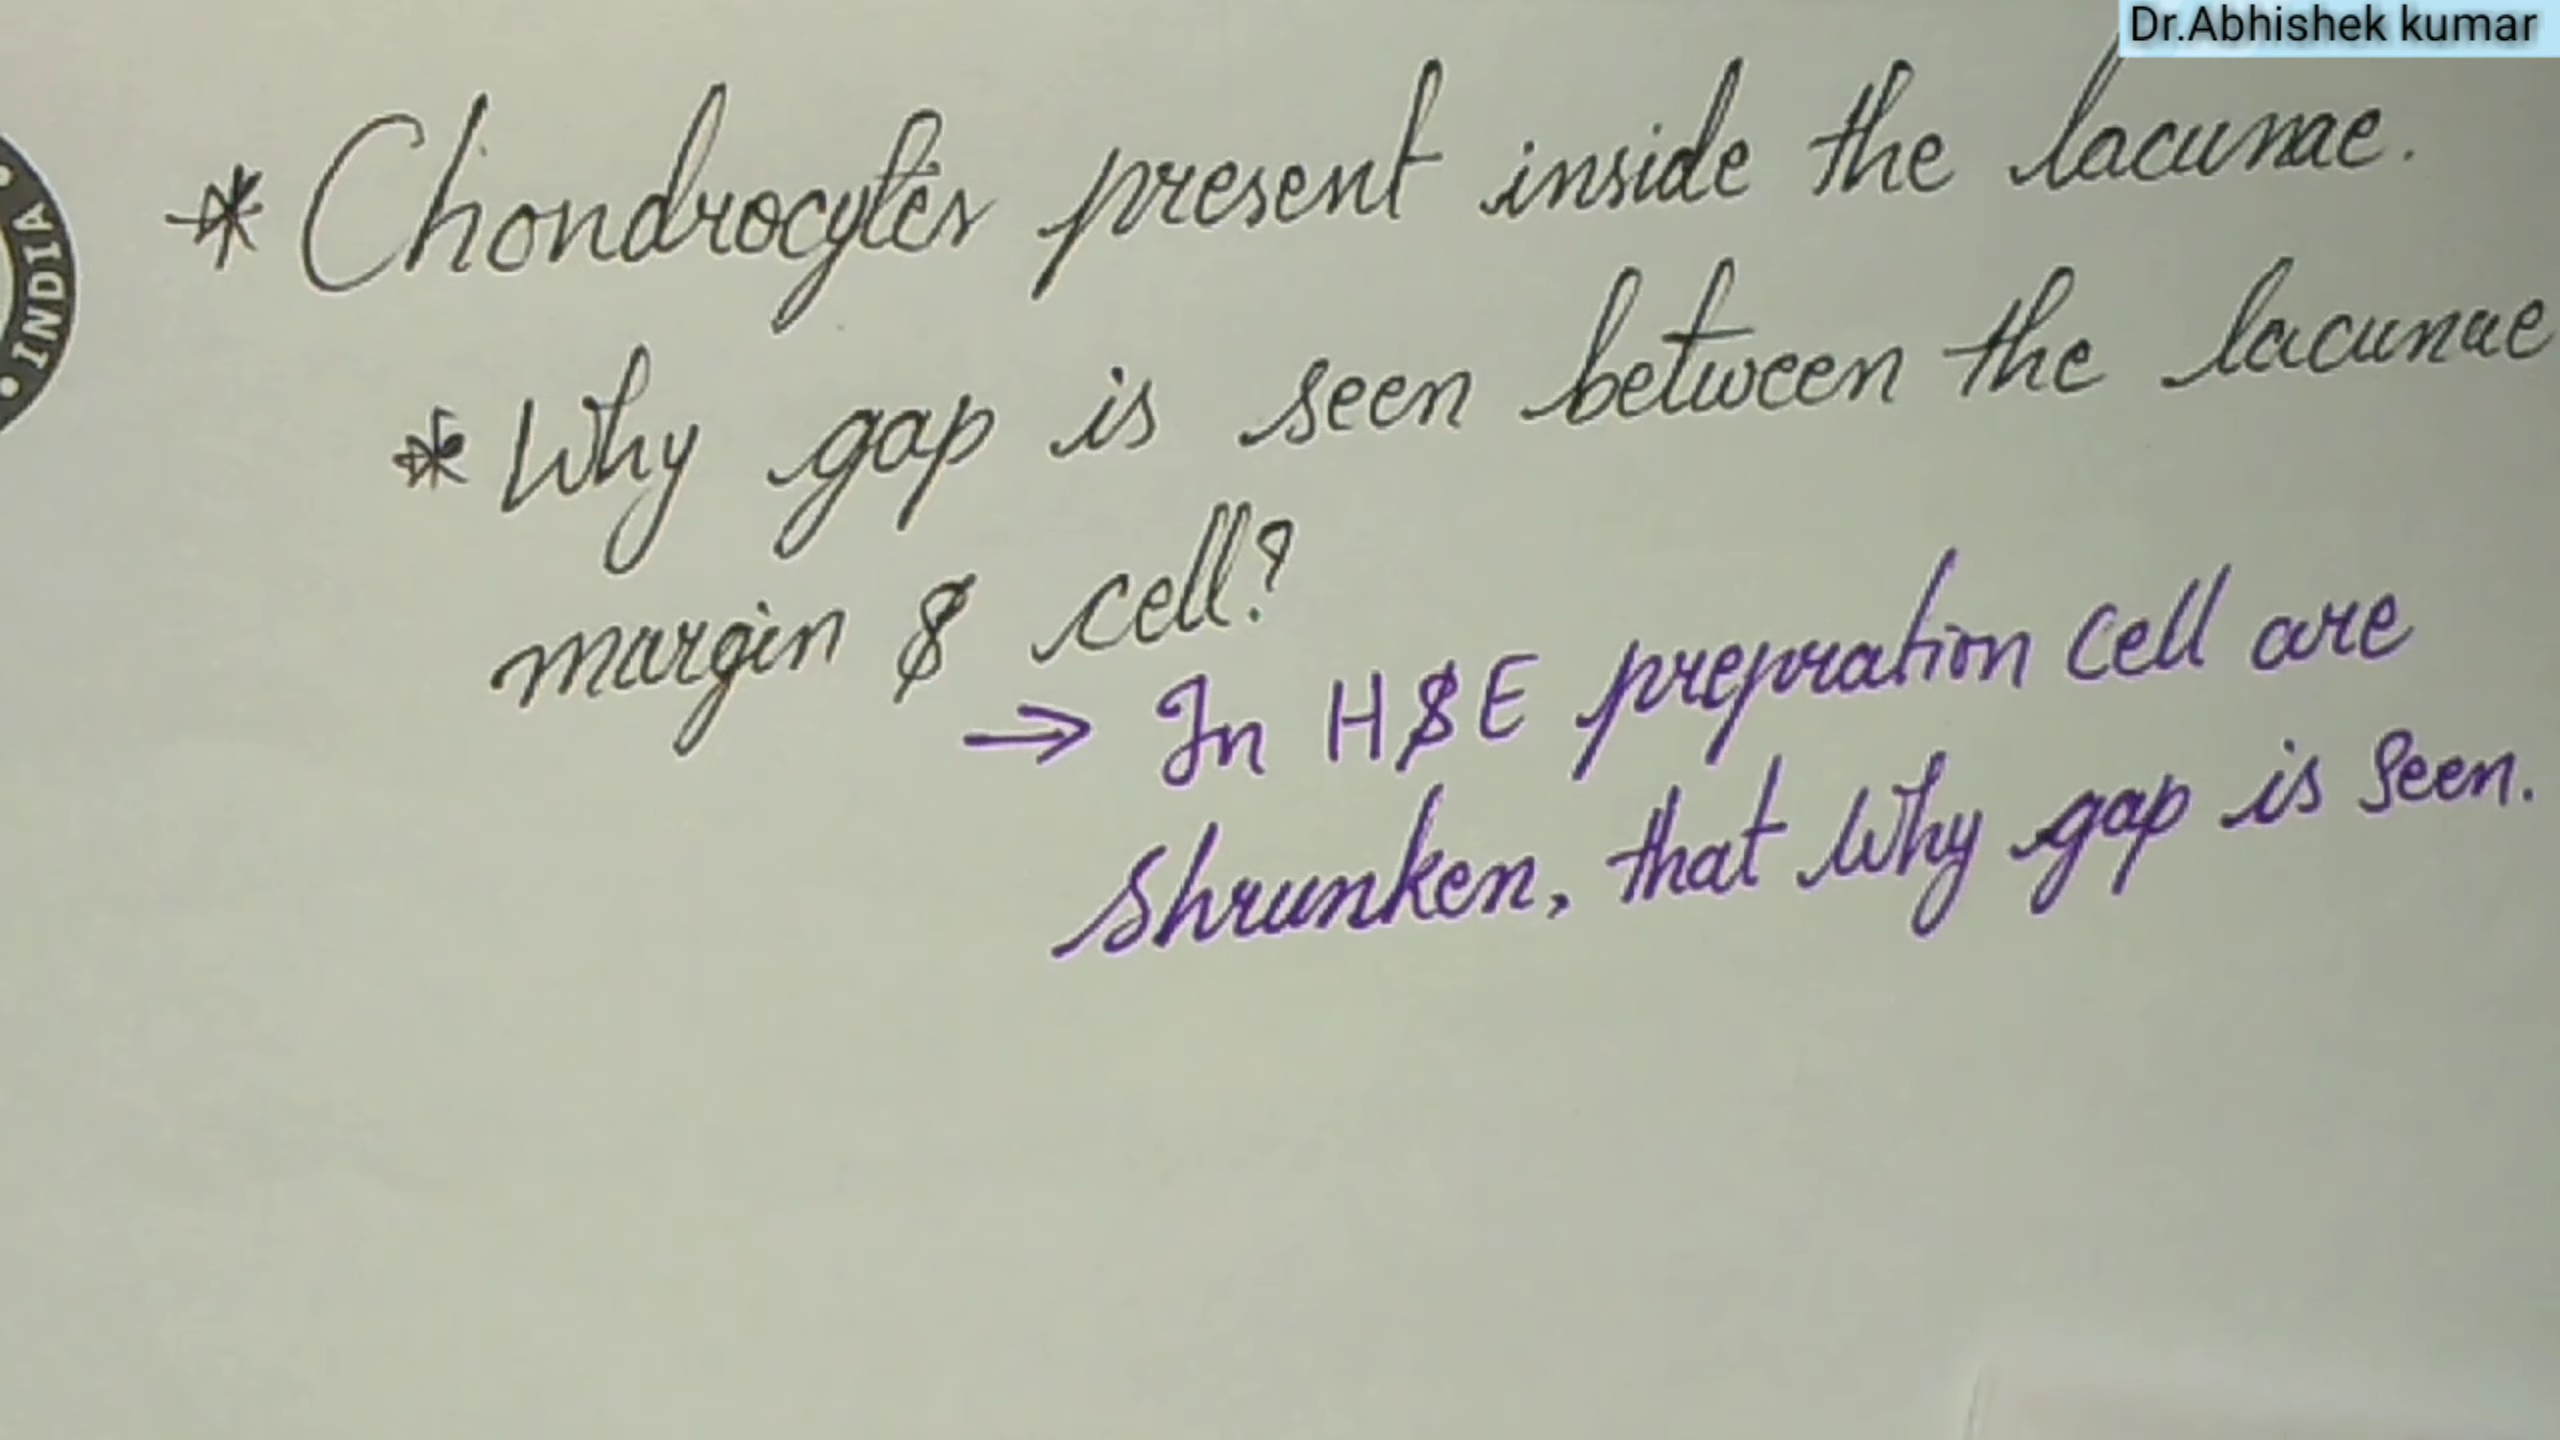 Dr.Abhishek kumar
INDIA
* Chondrocytes present inside the lacunae.
* Why gap is seen between the lacunae
margin & cell?
→ In H&E prepration cell are
shrunken, that why gap is seen.